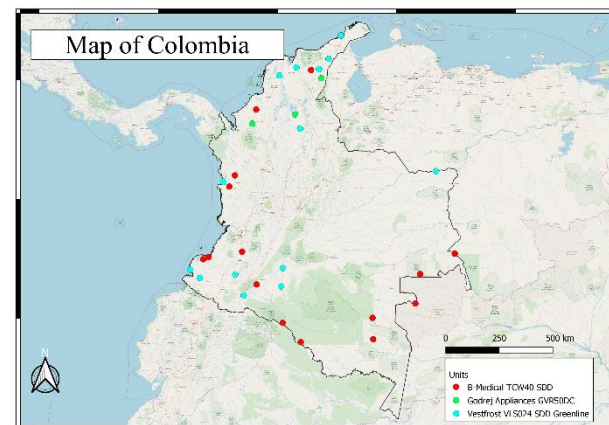 Map of Colombia
N
0 250 500 km
Units
B-Medical TCW40 SDD
Godrej Appliances GVR50DC
Vestfrost VLS024 SDD Greenline